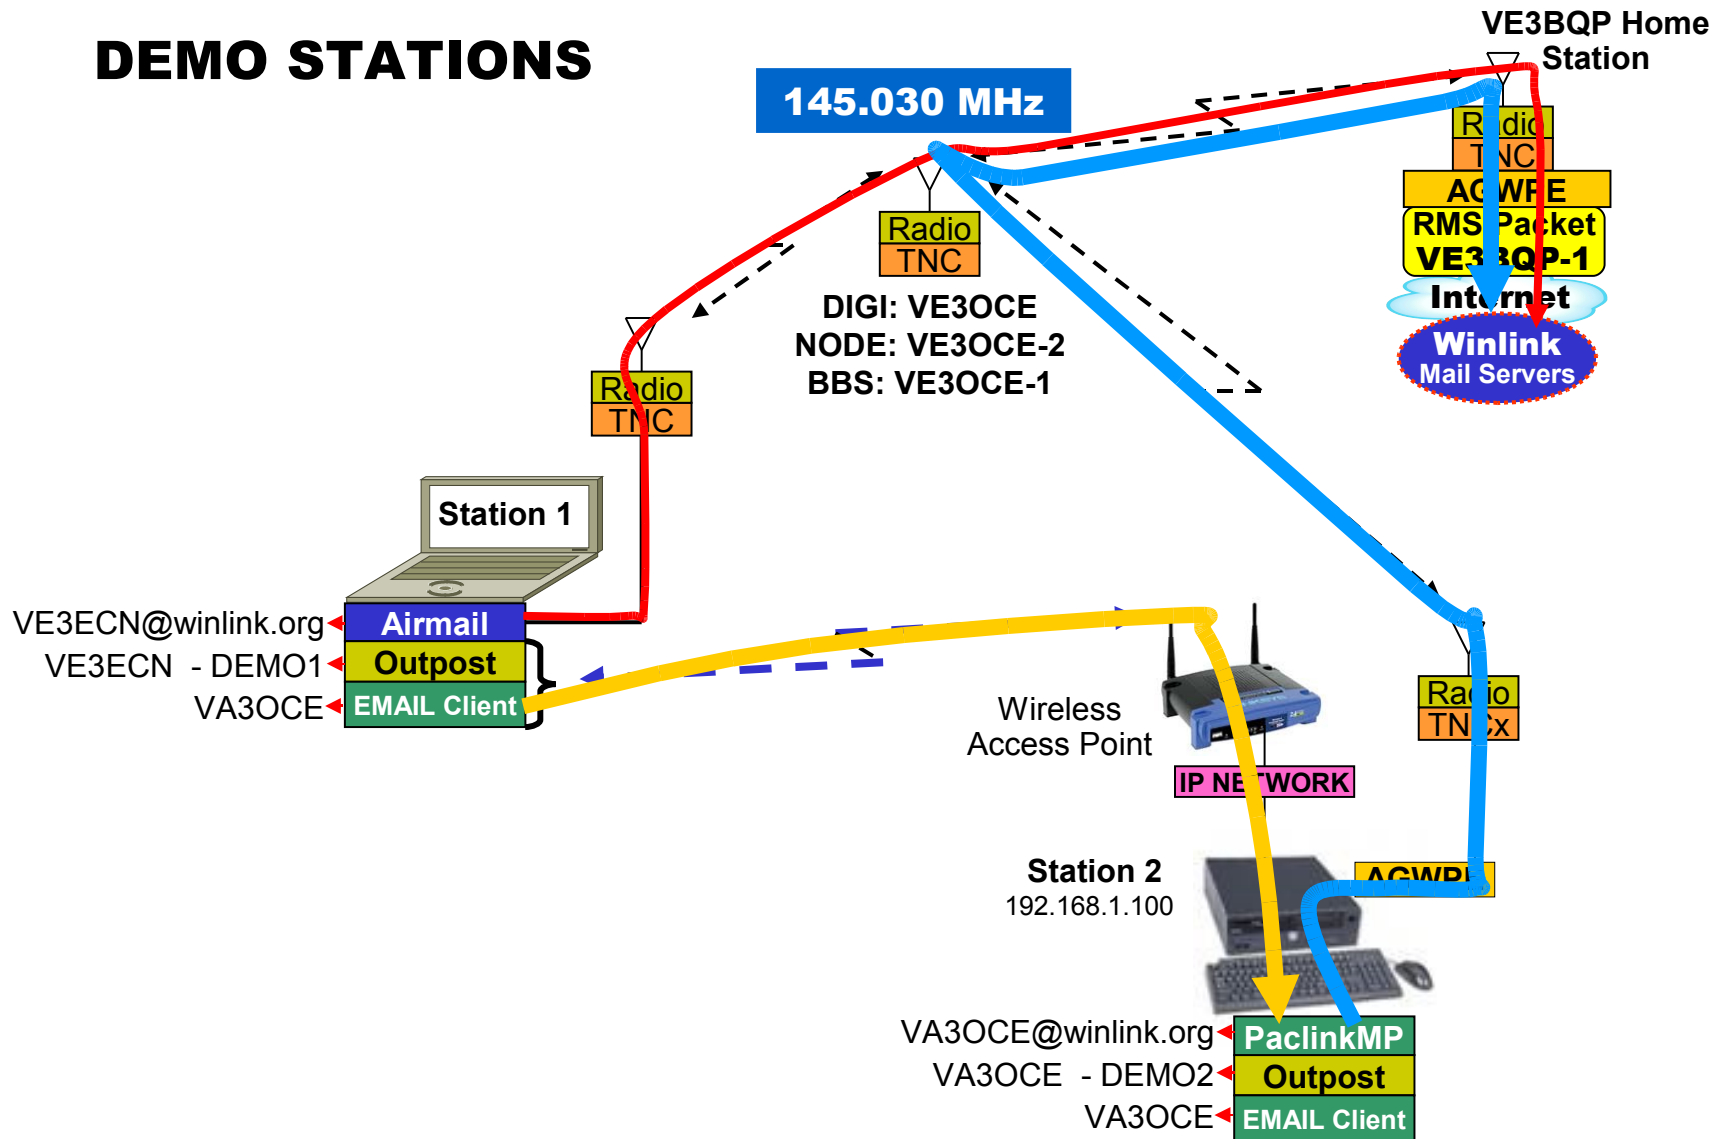 DEMO STATIONS
145.030 MHz
VE3BQP Home
Station
Radio
TNC
AGWPE
RMS Packet
VE3BQP-1
Internet
Winlink
Mail Servers
Radio
TNC
DIGI: VE3OCE
NODE: VE3OCE-2
BBS: VE3OCE-1
Radio
TNC
Station 1
VE3ECN@winlink.org
Airmail
VE3ECN - DEMO1
Outpost
VA3OCE
EMAIL Client
Wireless
Access Point
IP NETWORK
Radio
TNCx
Station 2
192.168.1.100
AGWPE
VA3OCE@winlink.org
PaclinkMP
VA3OCE - DEMO2
Outpost
VA3OCE
EMAIL Client